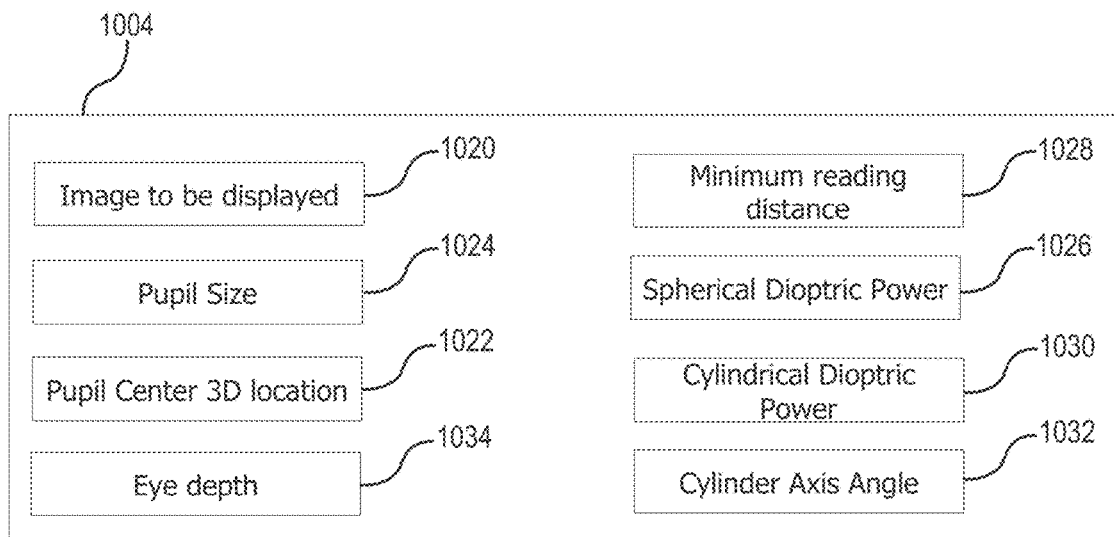 1004
Image to be displayed
1020
Pupil Size
1024
Pupil Center 3D location
1022
Eye depth
1034
Minimum reading
distance
1028
Spherical Dioptric Power
1026
Cylindrical Dioptric
Power
1030
Cylinder Axis Angle
1032